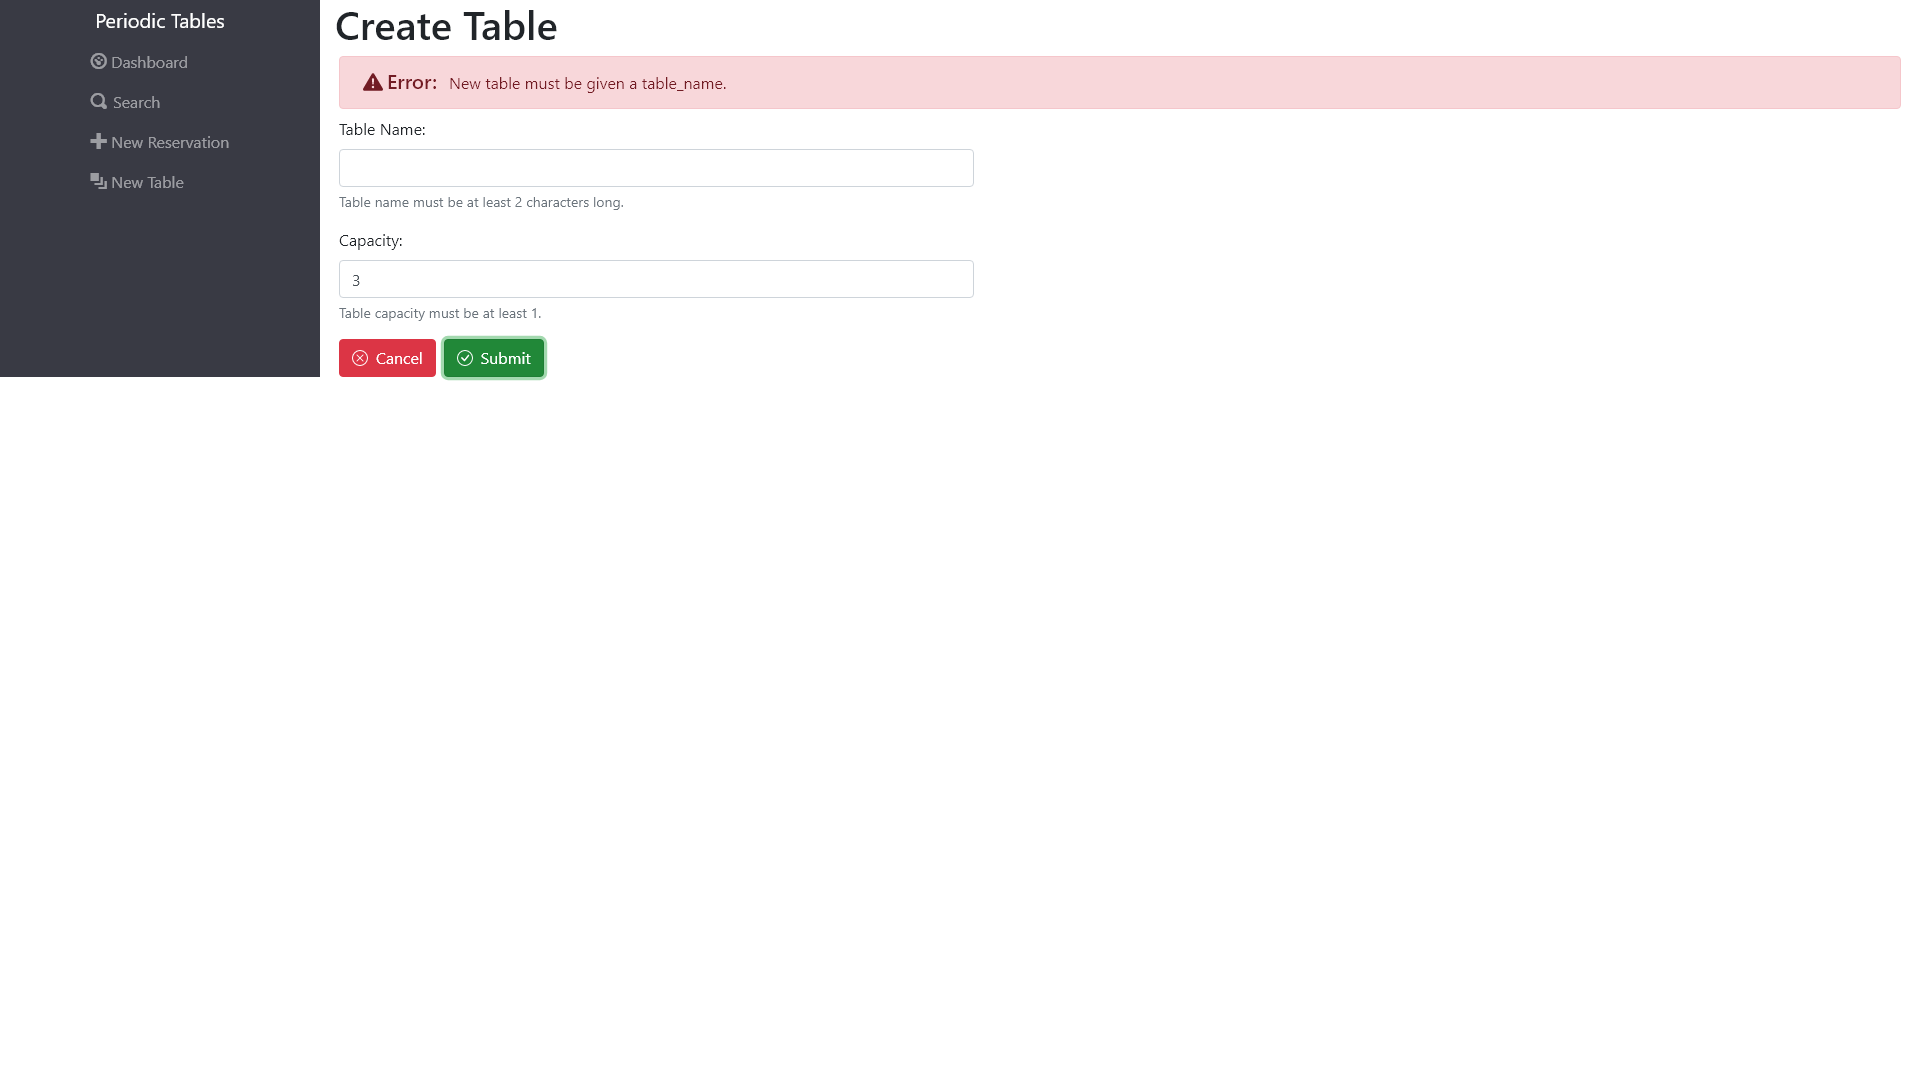 Periodic Tables
Dashboard
Search
New Reservation
New Table
Create Table
Error: New table must be given a table_name.
Table Name:
Table name must be at least 2 characters long.
Capacity:
3
Table capacity must be at least 1.
Cancel Submit